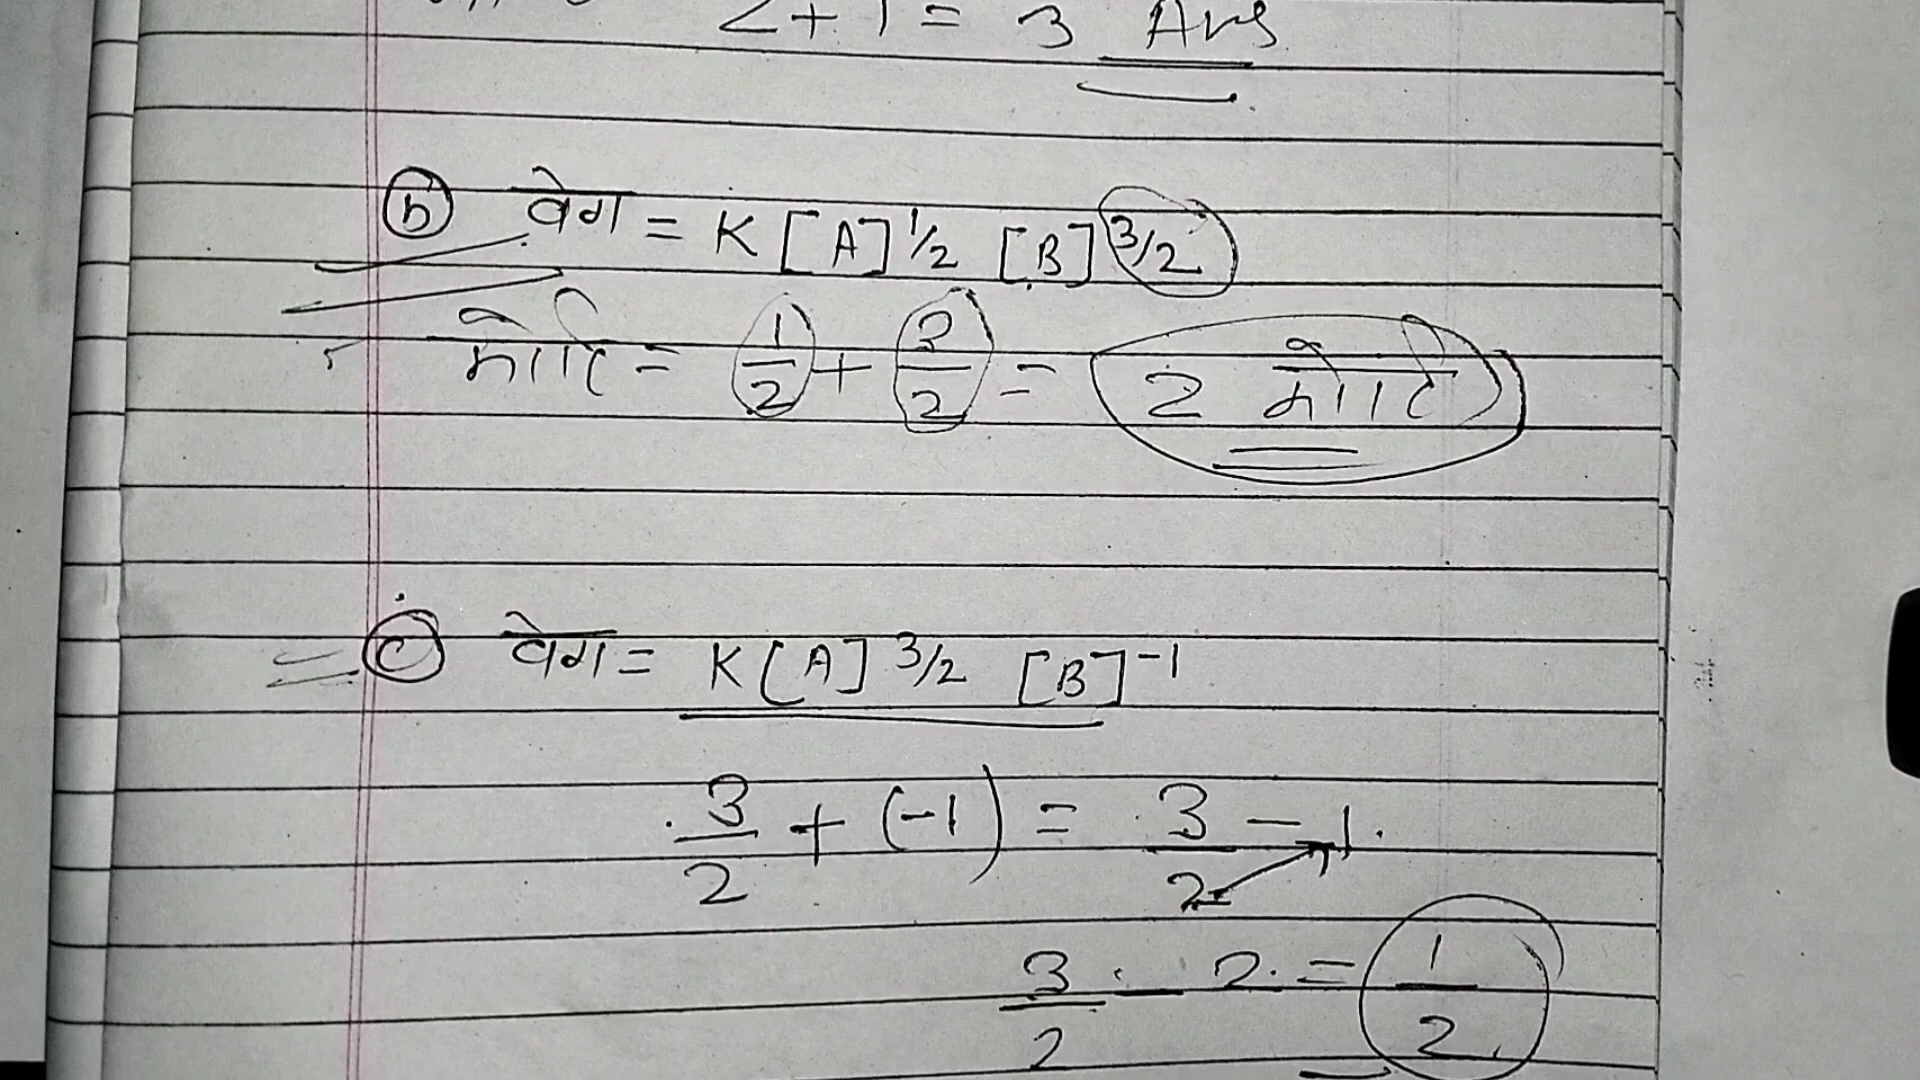 2+1 = 3 Ans
(b) वेग = K[A]^1/2 [B]^3/2
कोटि = 1/2 + 3/2 = 2 कोटि
(c) वेग = K[A]^3/2 [B]^-1
3/2 + (-1) = 3/2 - 1
3 - 2 / 2 = 1/2